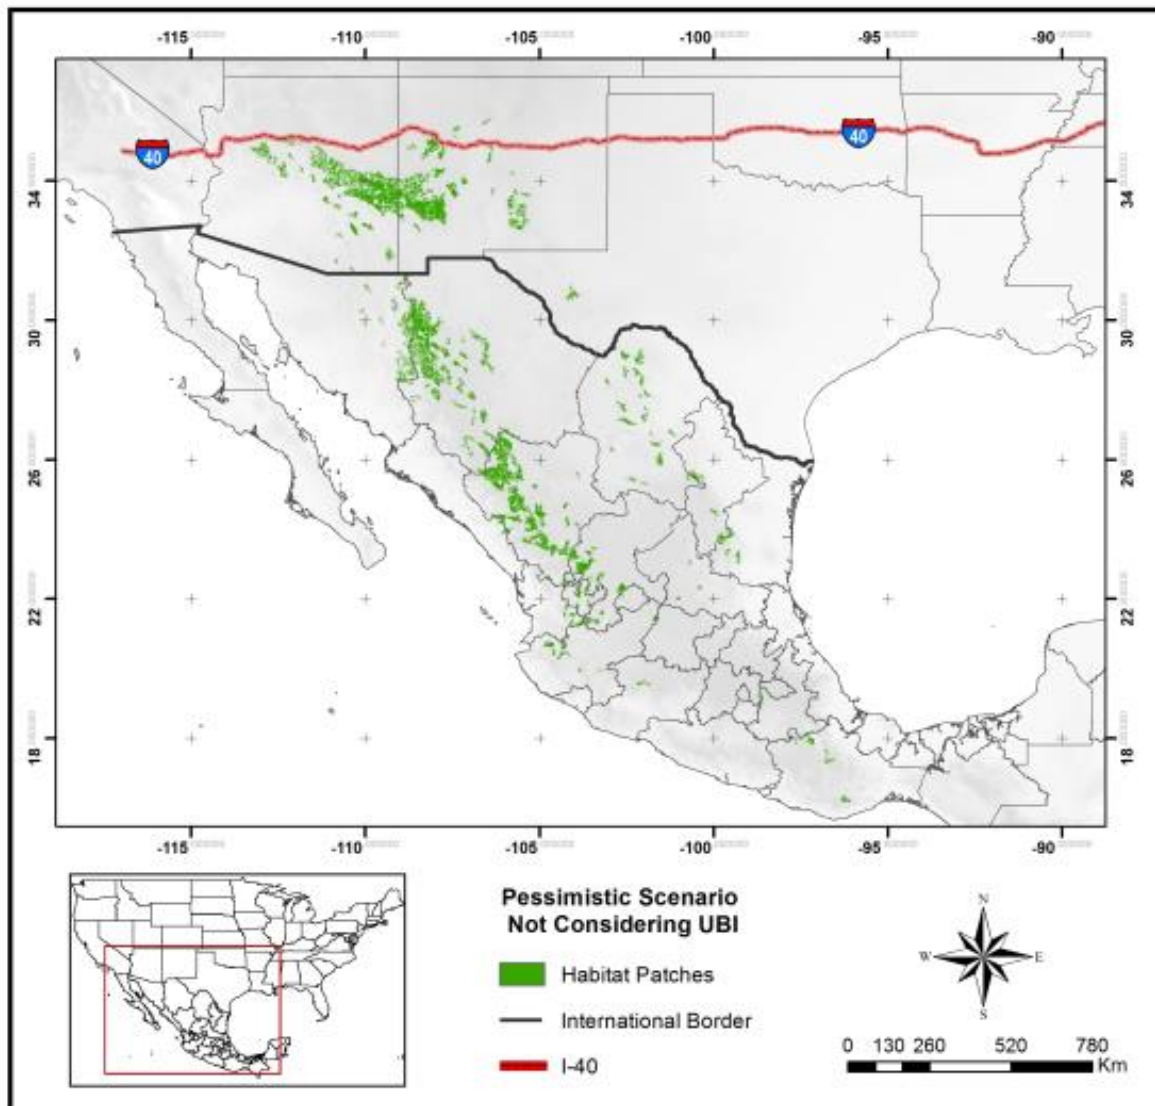 -115 -110 -105 -100 -95 -90
40
40
34
34
30
30
26
26
22
22
18
18
-115 -110 -105 -100 -95 -90
Pessimistic Scenario
Not Considering UBI
Habitat Patches
International Border
I-40
N
W E
S
0 130 260 520 780
Km